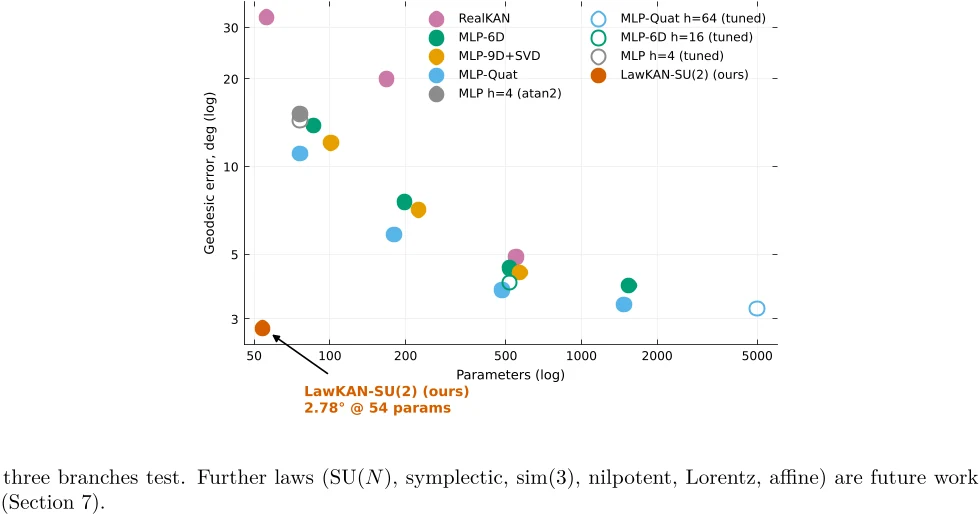 30
20
10
5
3
Geodesic error, deg (log)
RealKAN
MLP-6D
MLP-9D+SVD
MLP-Quat
MLP h=4 (atan2)
MLP-Quat h=64 (tuned)
MLP-6D h=16 (tuned)
MLP h=4 (tuned)
LawKAN-SU(2) (ours)
50 100 200 500 1000 2000 5000
Parameters (log)
LawKAN-SU(2) (ours)
2.78° @ 54 params
three branches test. Further laws (SU(N), symplectic, sim(3), nilpotent, Lorentz, affine) are future work
(Section 7).